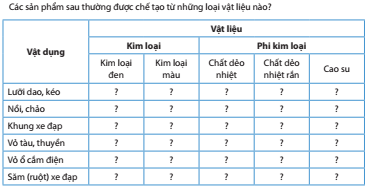 Các sản phẩm sau thường được chế tạo từ những loại vật liệu nào?
Vật dụng
Vật liệu
Kim loại
Phi kim loại
Kim loại đen
Kim loại màu
Chất dẻo nhiệt
Chất dẻo nhiệt rắn
Cao su
Lưỡi dao, kéo ? ? ? ? ?
Nồi, chảo ? ? ? ? ?
Khung xe đạp ? ? ? ? ?
Vỏ tàu, thuyền ? ? ? ? ?
Vỏ ổ cắm điện ? ? ? ? ?
Săm (ruột) xe đạp ? ? ? ? ?